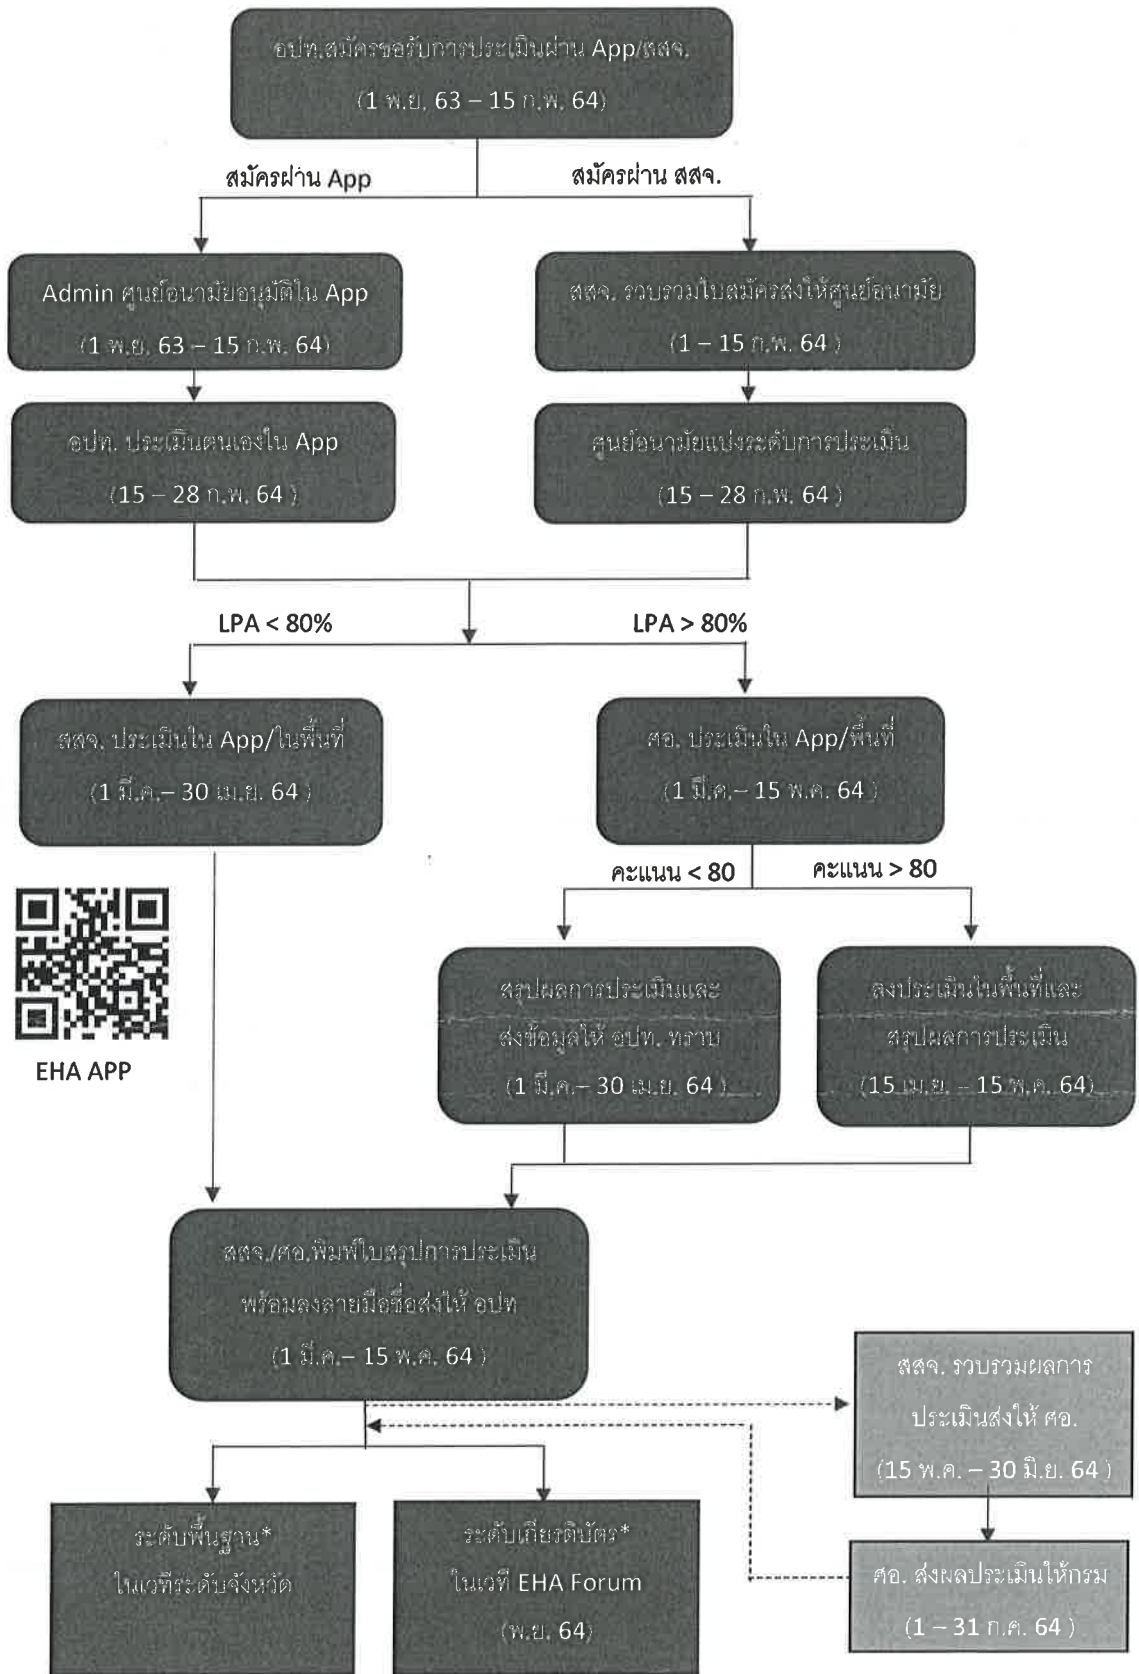 อปท.สมัครขอรับการประเมินผ่าน App/สสจ.
(1 พ.ย. 63 – 15 ก.พ. 64)
สมัครผ่าน App
สมัครผ่าน สสจ.
Admin ศูนย์อนามัยอนุมัติใน App
(1 พ.ย. 63 – 15 ก.พ. 64)
สสจ. รวบรวมใบสมัครส่งให้ศูนย์อนามัย
(1 – 15 ก.พ. 64 )
อปท. ประเมินตนเองใน App
(15 – 28 ก.พ. 64 )
ศูนย์อนามัยแบ่งระดับการประเมิน
(15 – 28 ก.พ. 64 )
LPA < 80%
LPA > 80%
สสจ. ประเมินใน App/ในพื้นที่
(1 มี.ค.– 30 เม.ย. 64 )
ศอ. ประเมินใน App/พื้นที่
(1 มี.ค.– 15 พ.ค. 64 )
คะแนน < 80
คะแนน > 80
สรุปผลการประเมินและ
ส่งข้อมูลให้ อปท. ทราบ
(1 มี.ค.– 30 เม.ย. 64 )
ลงประเมินในพื้นที่และ
สรุปผลการประเมิน
(15 เม.ย. – 15 พ.ค. 64)
EHA APP
สสจ./ศอ.พิมพ์ใบสรุปการประเมิน
พร้อมลงลายมือชื่อส่งให้ อปท
(1 มี.ค.– 15 พ.ค. 64 )
สสจ. รวบรวมผลการ
ประเมินส่งให้ ศอ.
(15 พ.ค. – 30 มิ.ย. 64 )
ระดับพื้นฐาน*
ในเวทีระดับจังหวัด
ระดับเกียรติบัตร*
ในเวที EHA Forum
(พ.ย. 64)
ศอ. ส่งผลประเมินให้กรม
(1 – 31 ก.ค. 64 )